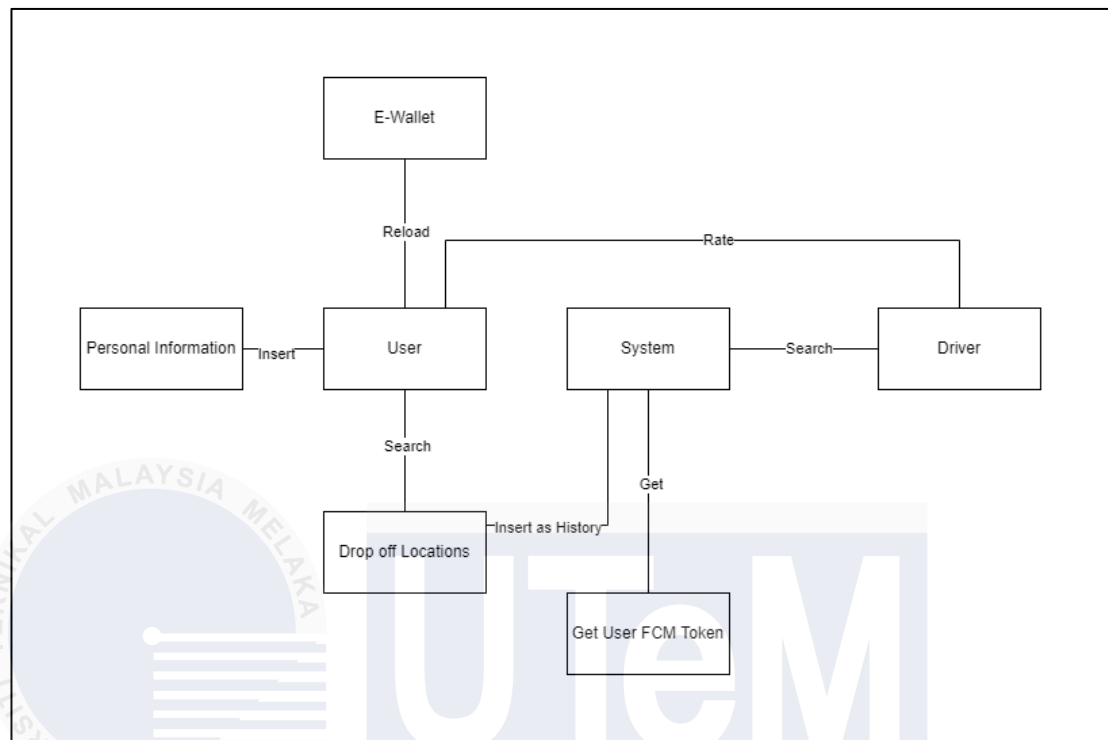 E-Wallet
Reload
Rate
Personal Information
Insert
User
System
Search
Driver
Search
Get
Drop off Locations
Insert as History
Get User FCM Token
MALAYSIA MELAKA
UTeM